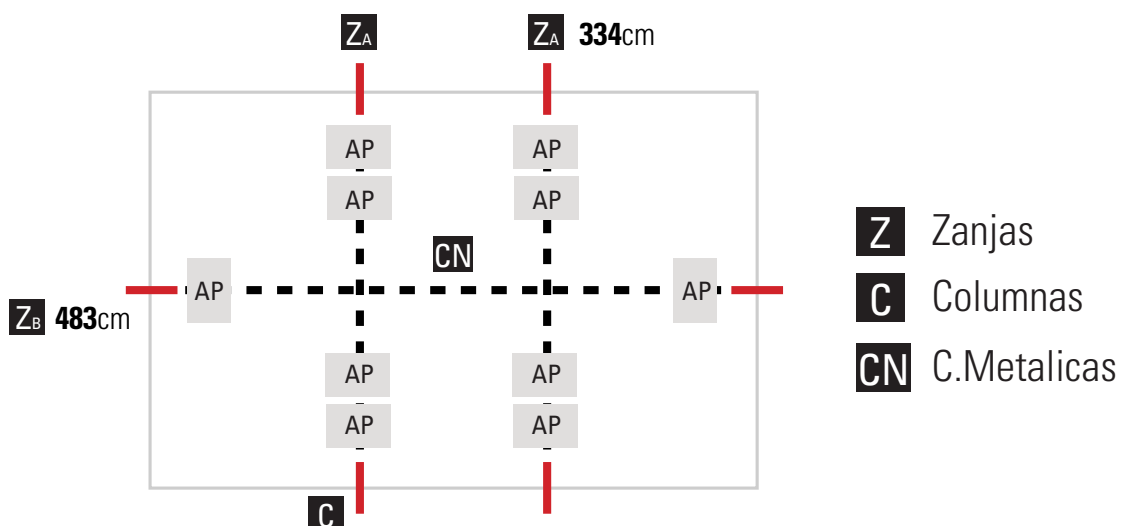 ZA
ZA 334cm
AP
AP
AP
AP
CN
AP
AP
ZB 483cm
AP
AP
AP
AP
C
Z Zanjas
C Columnas
CN C.Metalicas